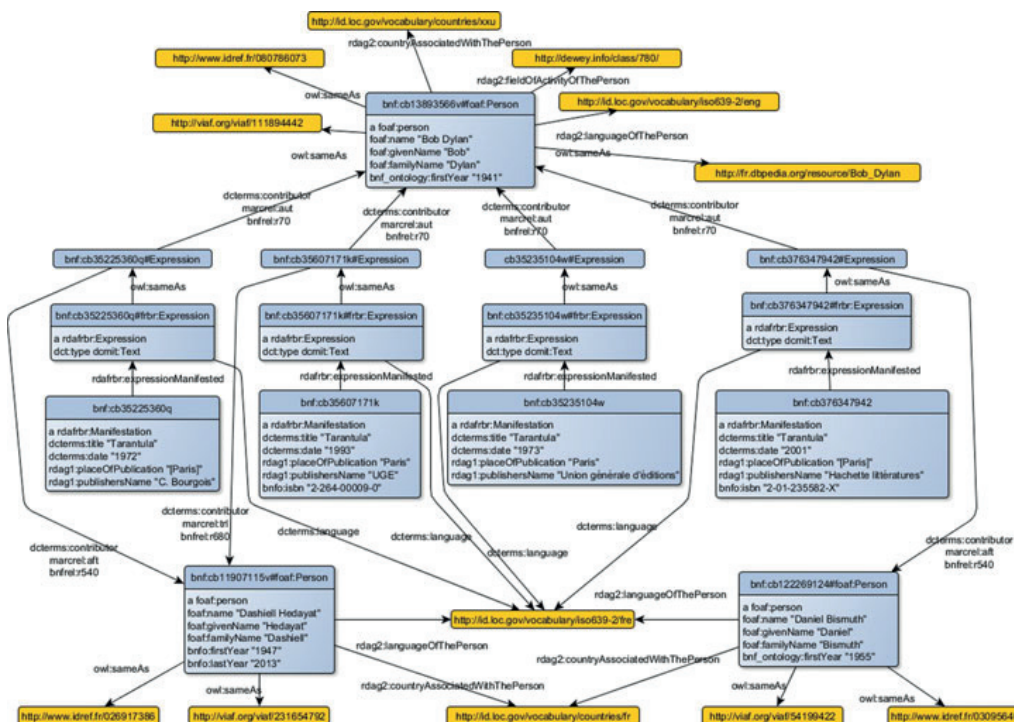 http://id.loc.gov/vocabulary/countries/xxu
rdag2:countryAssociatedWithThePerson
http://www.idref.fr/080786073
http://dewey.info/class/780/
rdag2:fieldOfActivityOfThePerson
owl:sameAs
bnf:cb13893566v#foaf:Person
http://id.loc.gov/vocabulary/iso639-2/eng
http://viaf.org/viaf/111894442
a foaf:person
foaf:name "Bob Dylan"
foaf:givenName "Bob"
foaf:familyName "Dylan"
bnf_ontology:firstYear "1941"
rdag2:languageOfThePerson
owl:sameAs
owl:sameAs
http://fr.dbpedia.org/resource/Bob_Dylan
dcterms:contributor
marcrel:aut
bnfrel:r70
dcterms:contributor
marcrel:aut
bnfrel:r70
dcterms:contributor
marcrel:aut
bnfrel:r70
dcterms:contributor
marcrel:aut
bnfrel:r70
bnf:cb35225360q#Expression
bnf:cb35607171k#Expression
cb35235104w#Expression
bnf:cb376347942#Expression
owl:sameAs
owl:sameAs
owl:sameAs
owl:sameAs
bnf:cb35225360q#frbr:Expression
a rdafrbr:Expression
dct:type dcmit:Text
bnf:cb35607171k#frbr:Expression
a rdafrbr:Expression
dct:type dcmit:Text
bnf:cb35235104w#frbr:Expression
a rdafrbr:Expression
dct:type dcmit:Text
bnf:cb376347942#frbr:Expression
a rdafrbr:Expression
dct:type dcmit:Text
rdafrbr:expressionManifested
rdafrbr:expressionManifested
rdafrbr:expressionManifested
rdafrbr:expressionManifested
bnf:cb35225360q
a rdafrbr:Manifestation
dcterms:title "Tarantula"
dcterms:date "1972"
rdag1:placeOfPublication "[Paris]"
rdag1:publishersName "C. Bourgois"
bnf:cb35607171k
a rdafrbr:Manifestation
dcterms:title "Tarantula"
dcterms:date "1993"
rdag1:placeOfPublication "Paris"
rdag1:publishersName "UGE"
bnfo:isbn "2-264-00009-0"
bnf:cb35235104w
a rdafrbr:Manifestation
dcterms:title "Tarantula"
dcterms:date "1973"
rdag1:placeOfPublication "Paris"
rdag1:publishersName "Union générale d'éditions"
bnf:cb376347942
a rdafrbr:Manifestation
dcterms:title "Tarantula"
dcterms:date "2001"
rdag1:placeOfPublication "[Paris]"
rdag1:publishersName "Hachette littératures"
bnfo:isbn "2-01-235582-X"
dcterms:contributor
marcrel:trl
bnfrel:r680
dcterms:language
dcterms:language
dcterms:language
dcterms:language
dcterms:contributor
marcrel:aft
bnfrel:r540
dcterms:contributor
marcrel:aft
bnfrel:r540
bnf:cb11907115v#foaf:Person
a foaf:person
foaf:name "Dashiell Hedayat"
foaf:givenName "Hedayat"
foaf:familyName "Dashiell"
bnfo:firstYear "1947"
bnfo:lastYear "2013"
bnf:cb122269124#foaf:Person
a foaf:person
foaf:name "Daniel Bismuth"
foaf:givenName "Daniel"
foaf:familyName "Bismuth"
bnf_ontology:firstYear "1955"
rdag2:languageOfThePerson
http://id.loc.gov/vocabulary/iso639-2/fre
rdag2:languageOfThePerson
rdag2:countryAssociatedWithThePerson
rdag2:countryAssociatedWithThePerson
owl:sameAs
owl:sameAs
owl:sameAs
owl:sameAs
http://www.idref.fr/026917386
http://viaf.org/viaf/231654792
http://id.loc.gov/vocabulary/countries/fr
http://viaf.org/viaf/54199422
http://www.idref.fr/0309564